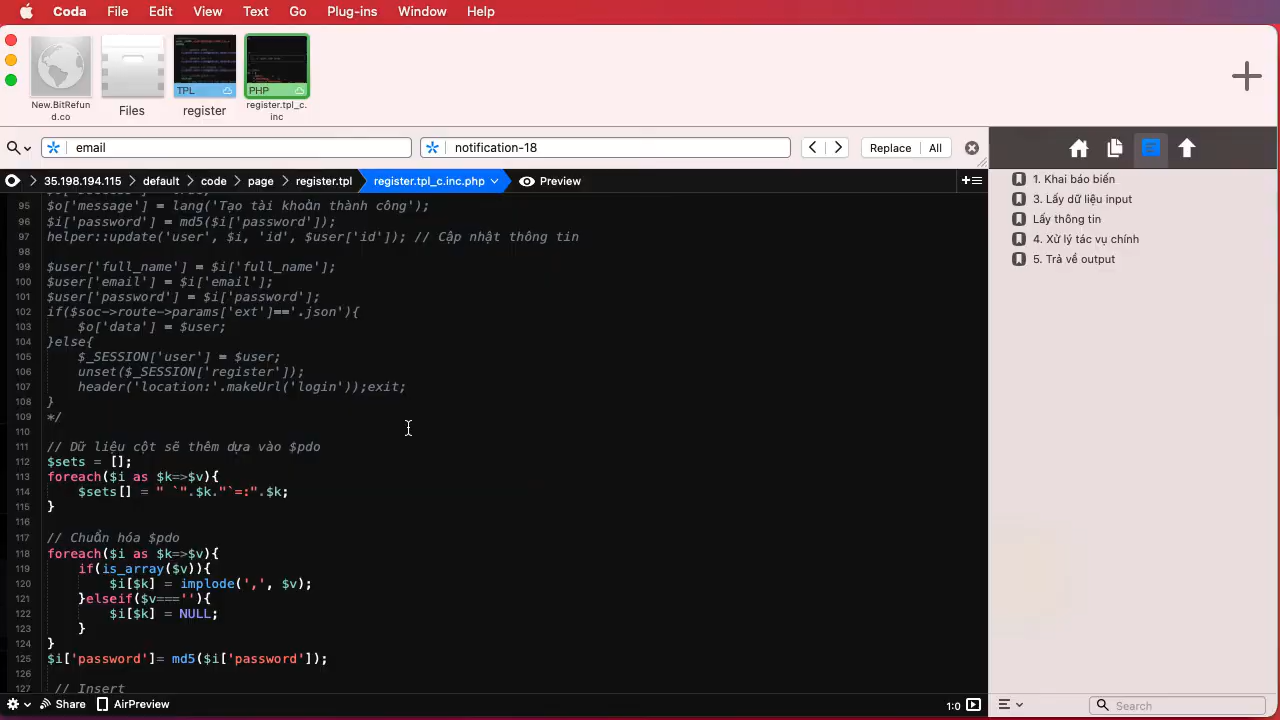 Coda File Edit View Text Go Plug-ins Window Help
TPL
PHP
New.BitRefun
d.co
Files
register
register.tpl_c.
inc
email
notification-18
Replace All
35.198.194.115 default code page register.tpl register.tpl_c.inc.php Preview
95 $o['message'] = lang('Tạo tài khoản thành công');
96 $i['password'] = md5($i['password']);
97 helper::update('user', $i, 'id', $user['id']); // Cập nhật thông tin
98
99 $user['full_name'] = $i['full_name'];
100 $user['email'] = $i['email'];
101 $user['password'] = $i['password'];
102 if($soc->route->params['ext']=='.json'){
103 $o['data'] = $user;
104 }else{
105 $_SESSION['user'] = $user;
106 unset($_SESSION['register']);
107 header('location:'.makeUrl('login'));exit;
108 }
109 */
110
111 // Dữ liệu cột sẽ thêm dựa vào $pdo
112 $sets = [];
113 foreach($i as $k=>$v){
114 $sets[] = " `".$k."`=:".$k;
115 }
116
117 // Chuẩn hóa $pdo
118 foreach($i as $k=>$v){
119 if(is_array($v)){
120 $i[$k] = implode(',', $v);
121 }elseif($v===''){
122 $i[$k] = NULL;
123 }
124 }
125 $i['password']= md5($i['password']);
126
127 // Insert
1. Khai báo biến
3. Lấy dữ liệu input
Lấy thông tin
4. Xử lý tác vụ chính
5. Trả về output
Share AirPreview
1:0
Search